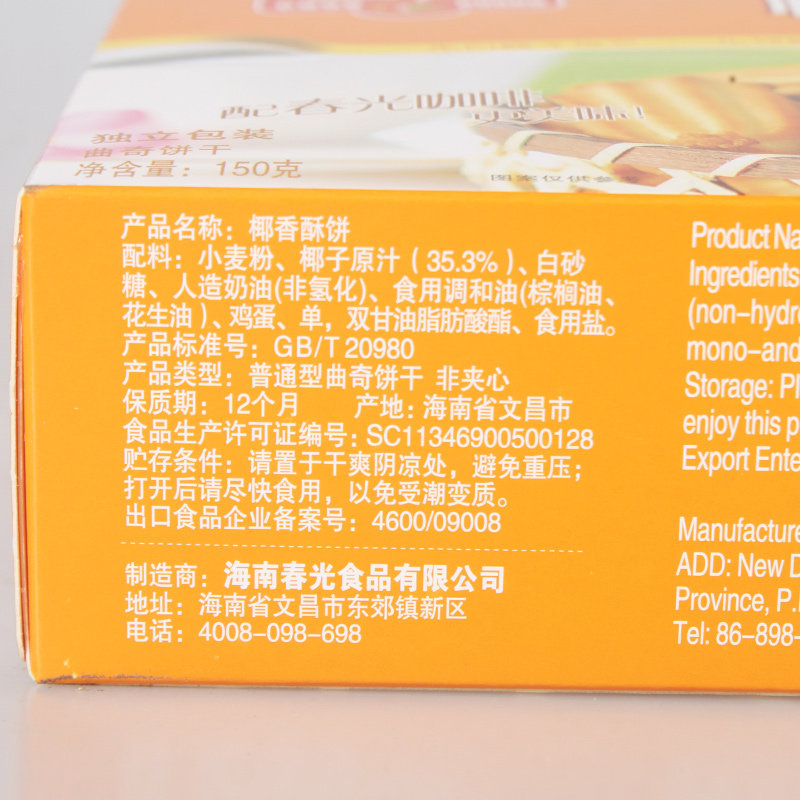 配春光咖啡
更美味!
独立包装
曲奇饼干
净含量：150克
图案仅供参
产品名称：椰香酥饼
配料：小麦粉、椰子原汁（35.3%）、白砂
糖、人造奶油(非氢化)、食用调和油(棕榈油、
花生油）、鸡蛋、单，双甘油脂肪酸酯、食用盐。
产品标准号：GB/T 20980
产品类型：普通型曲奇饼干 非夹心
保质期：12个月 产地：海南省文昌市
食品生产许可证编号：SC11346900500128
贮存条件：请置于干爽阴凉处，避免重压；
打开后请尽快食用，以免受潮变质。
出口食品企业备案号：4600/09008
制造商：海南春光食品有限公司
地址：海南省文昌市东郊镇新区
电话：4008-098-698
Product Na
Ingredients
(non-hydro
mono-and
Storage: Pl
enjoy this p
Export Ente
Manufacture
ADD: New D
Province, P.
Tel: 86-898-